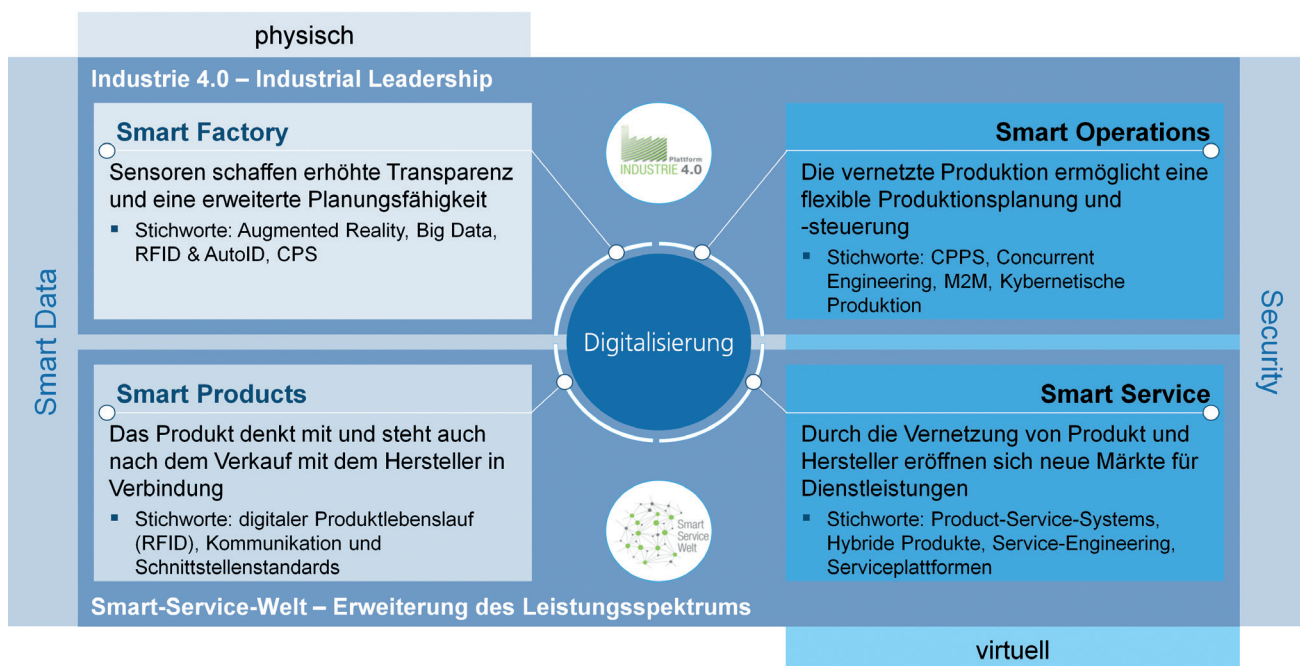 physisch
Industrie 4.0 – Industrial Leadership
Smart Factory
Sensoren schaffen erhöhte Transparenz
und eine erweiterte Planungsfähigkeit
▪ Stichworte: Augmented Reality, Big Data,
RFID & AutoID, CPS
Plattform
INDUSTRIE 4.0
Smart Operations
Die vernetzte Produktion ermöglicht eine
flexible Produktionsplanung und
-steuerung
▪ Stichworte: CPPS, Concurrent
Engineering, M2M, Kybernetische
Produktion
Smart Data
Digitalisierung
Security
Smart Products
Das Produkt denkt mit und steht auch
nach dem Verkauf mit dem Hersteller in
Verbindung
▪ Stichworte: digitaler Produktlebenslauf
(RFID), Kommunikation und
Schnittstellenstandards
Smart
Service
Welt
Smart Service
Durch die Vernetzung von Produkt und
Hersteller eröffnen sich neue Märkte für
Dienstleistungen
▪ Stichworte: Product-Service-Systems,
Hybride Produkte, Service-Engineering,
Serviceplattformen
Smart-Service-Welt – Erweiterung des Leistungsspektrums
virtuell